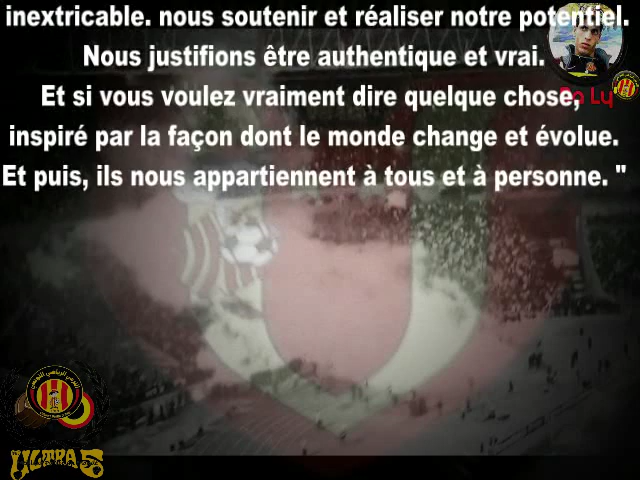 inextricable. nous soutenir et réaliser notre potentiel.
Nous justifions être authentique et vrai.
Et si vous voulez vraiment dire quelque chose,
inspiré par la façon dont le monde change et évolue.
Et puis, ils nous appartiennent à tous et à personne. "
Ly
ULTRA 5